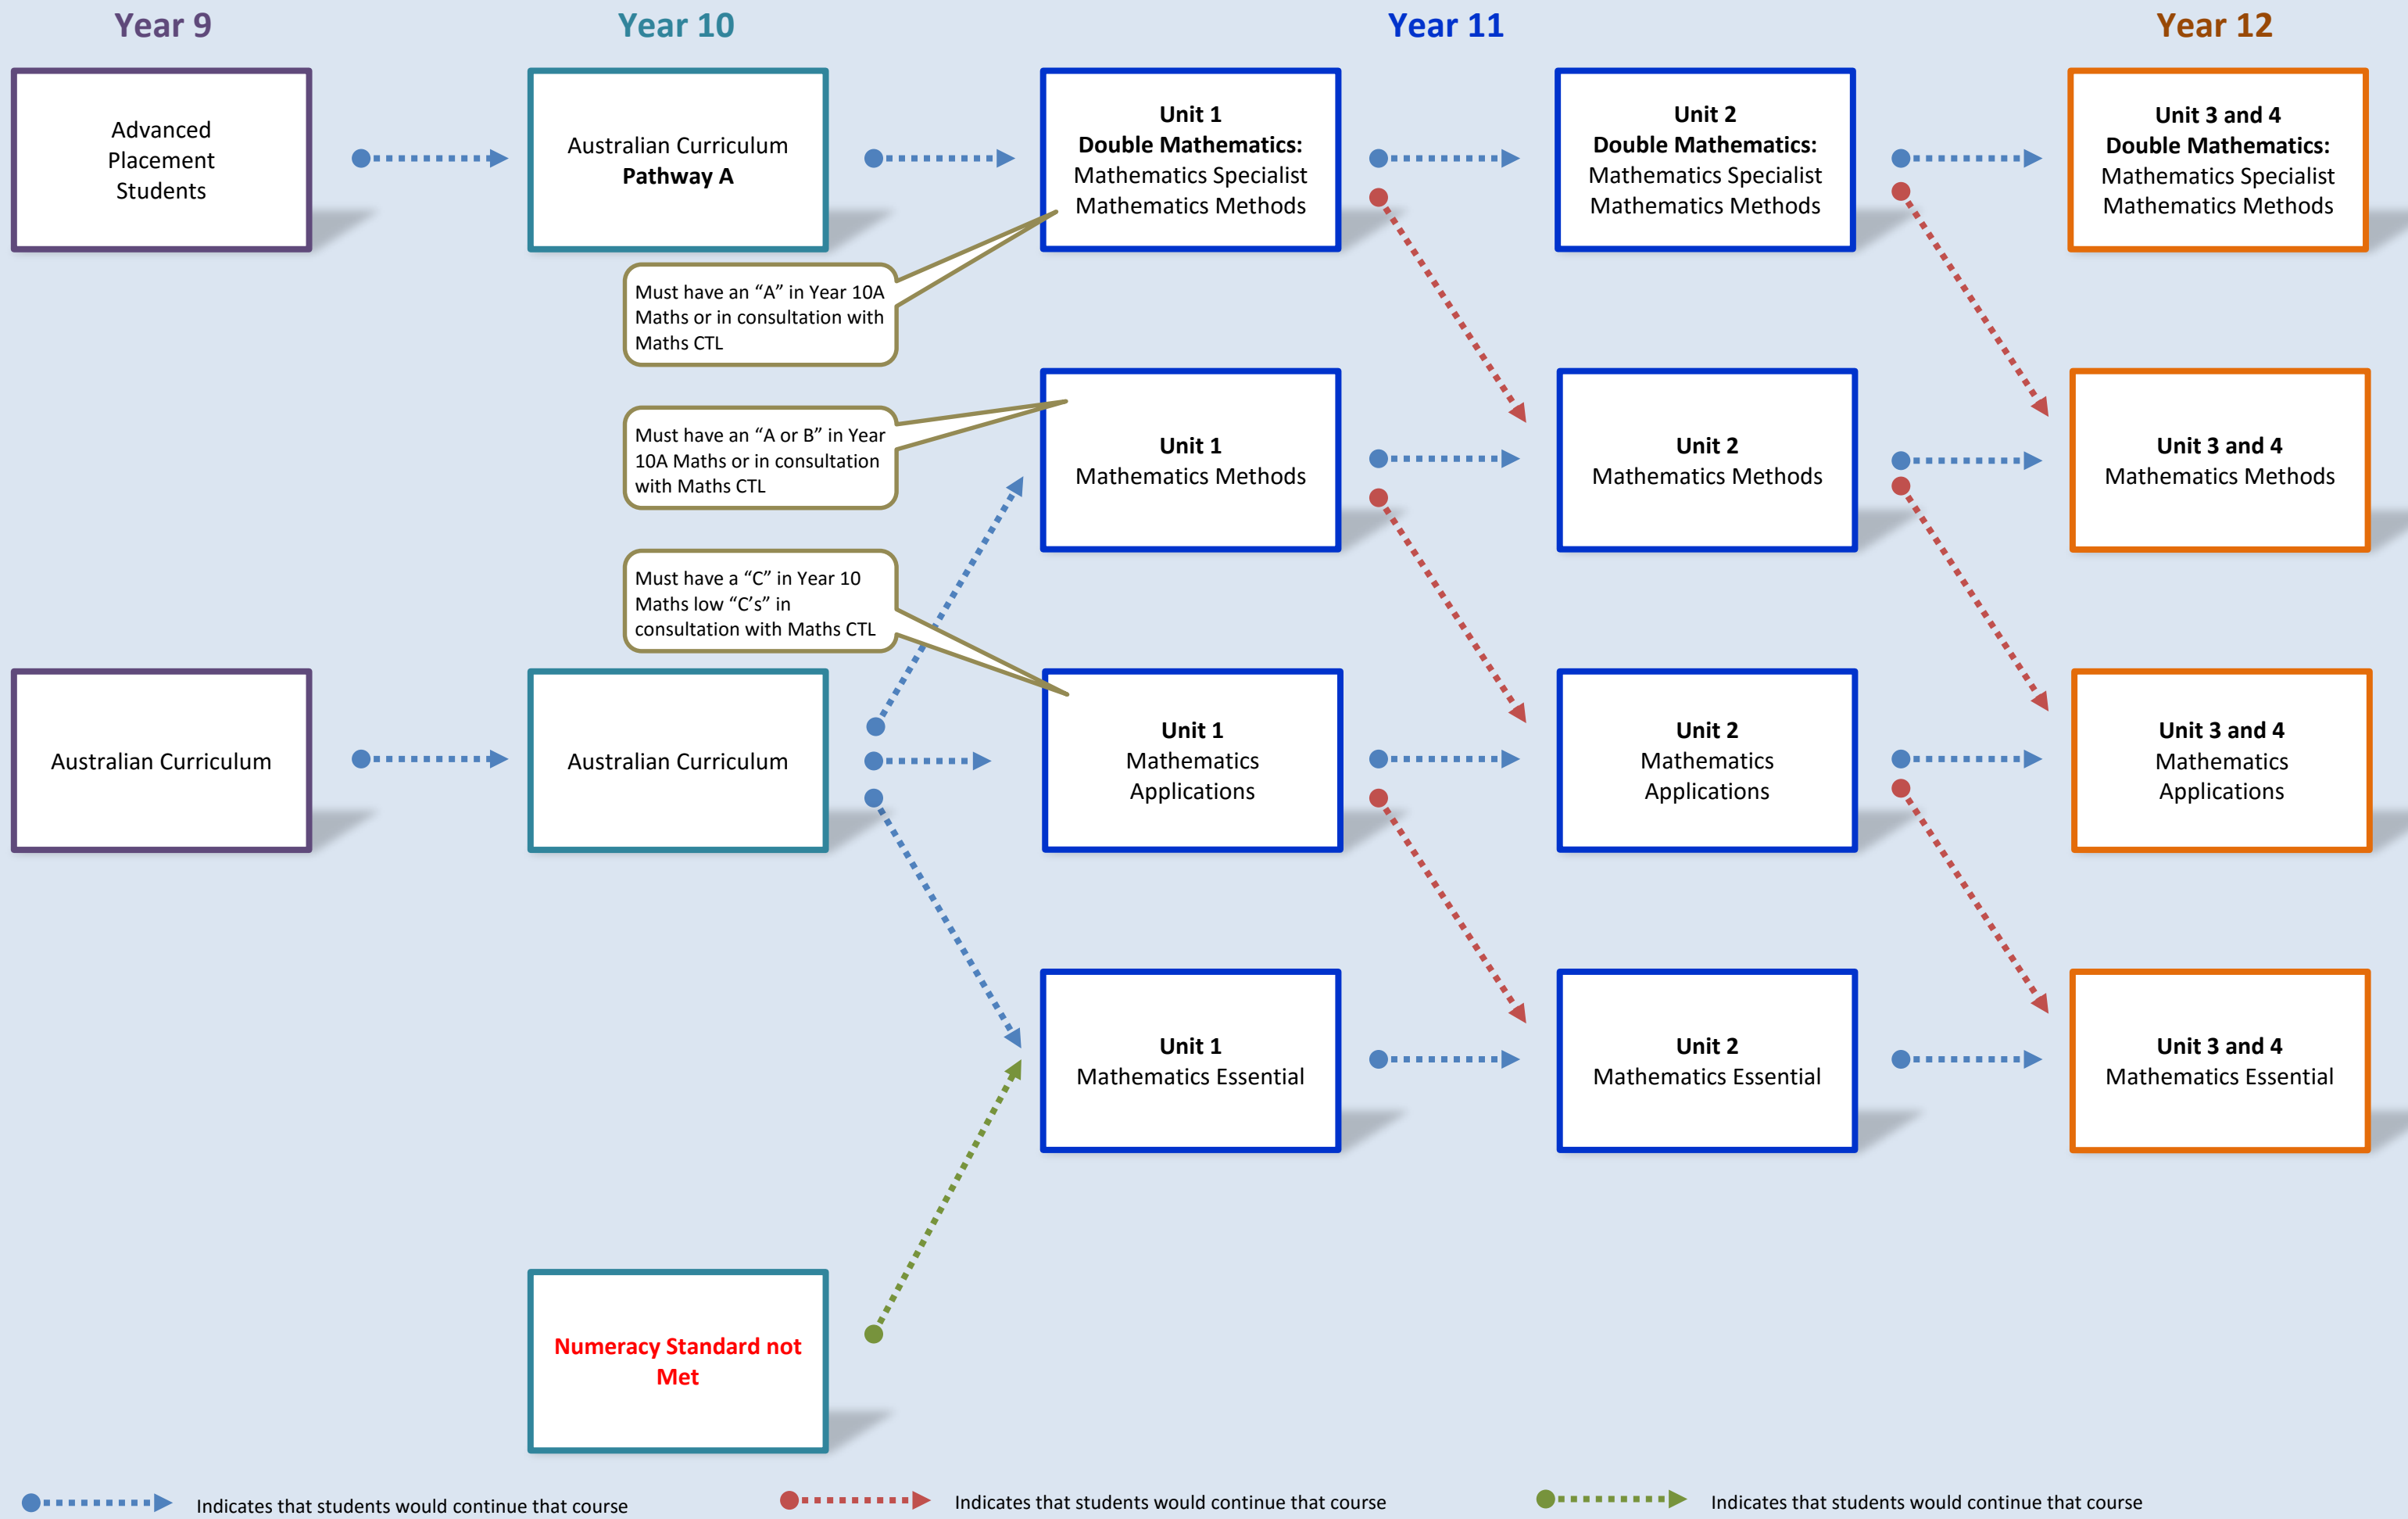 Year 9
Year 10
Year 11
Year 12
Advanced
Placement
Students
Australian Curriculum
Pathway A
Unit 1
Double Mathematics:
Mathematics Specialist
Mathematics Methods
Unit 2
Double Mathematics:
Mathematics Specialist
Mathematics Methods
Unit 3 and 4
Double Mathematics:
Mathematics Specialist
Mathematics Methods
Must have an “A” in Year 10A
Maths or in consultation with
Maths CTL
Must have an “A or B” in Year
10A Maths or in consultation
with Maths CTL
Unit 1
Mathematics Methods
Unit 2
Mathematics Methods
Unit 3 and 4
Mathematics Methods
Must have a “C” in Year 10
Maths low “C’s” in
consultation with Maths CTL
Australian Curriculum
Australian Curriculum
Unit 1
Mathematics
Applications
Unit 2
Mathematics
Applications
Unit 3 and 4
Mathematics
Applications
Unit 1
Mathematics Essential
Unit 2
Mathematics Essential
Unit 3 and 4
Mathematics Essential
Numeracy Standard not
Met
Indicates that students would continue that course
Indicates that students would continue that course
Indicates that students would continue that course